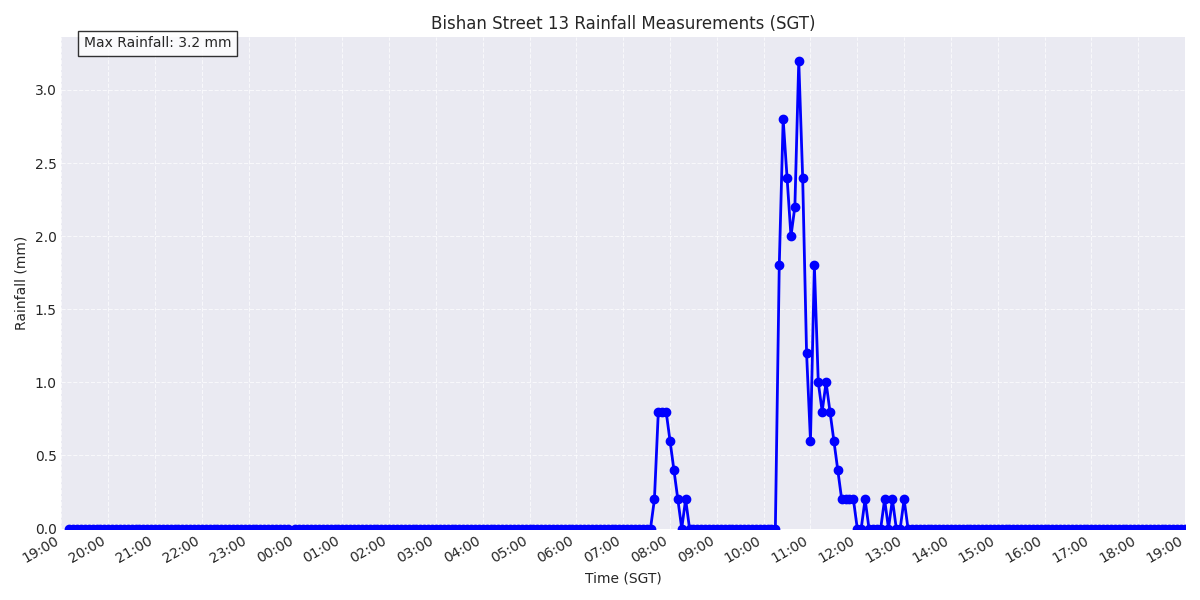 Bishan Street 13 Rainfall Measurements (SGT)
Max Rainfall: 3.2 mm
Rainfall (mm)
3.0
2.5
2.0
1.5
1.0
0.5
0.0
19:00 20:00 21:00 22:00 23:00 00:00 01:00 02:00 03:00 04:00 05:00 06:00 07:00 08:00 09:00 10:00 11:00 12:00 13:00 14:00 15:00 16:00 17:00 18:00 19:00
Time (SGT)